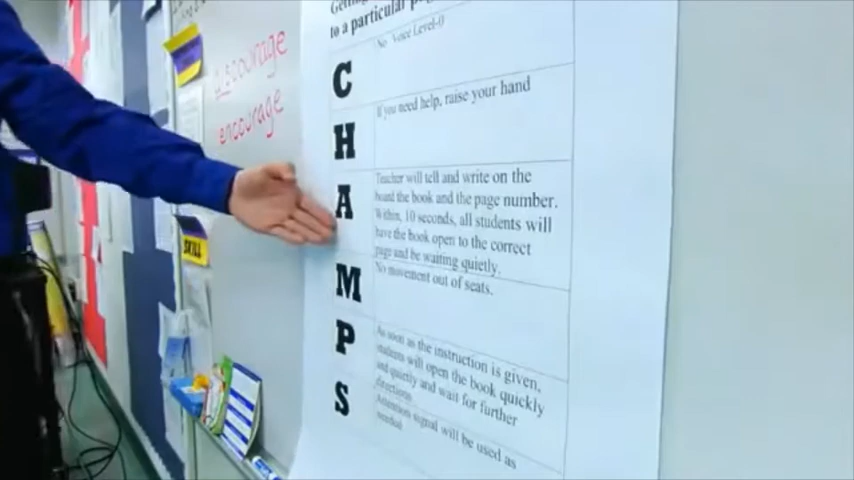 to a particular
C
No Voice Level-0
H
If you need help, raise your hand
A
Teacher will tell and write on the
board the book and the page number.
Within, 10 seconds, all students will
have the book open to the correct
page and be waiting quietly.
M
No movement out of seats.
P
As soon as the instruction is given,
students will open the book quickly
and quietly and wait for further
directions
S
Attention signal will be used as
needed
discourage
encourage
SKILL